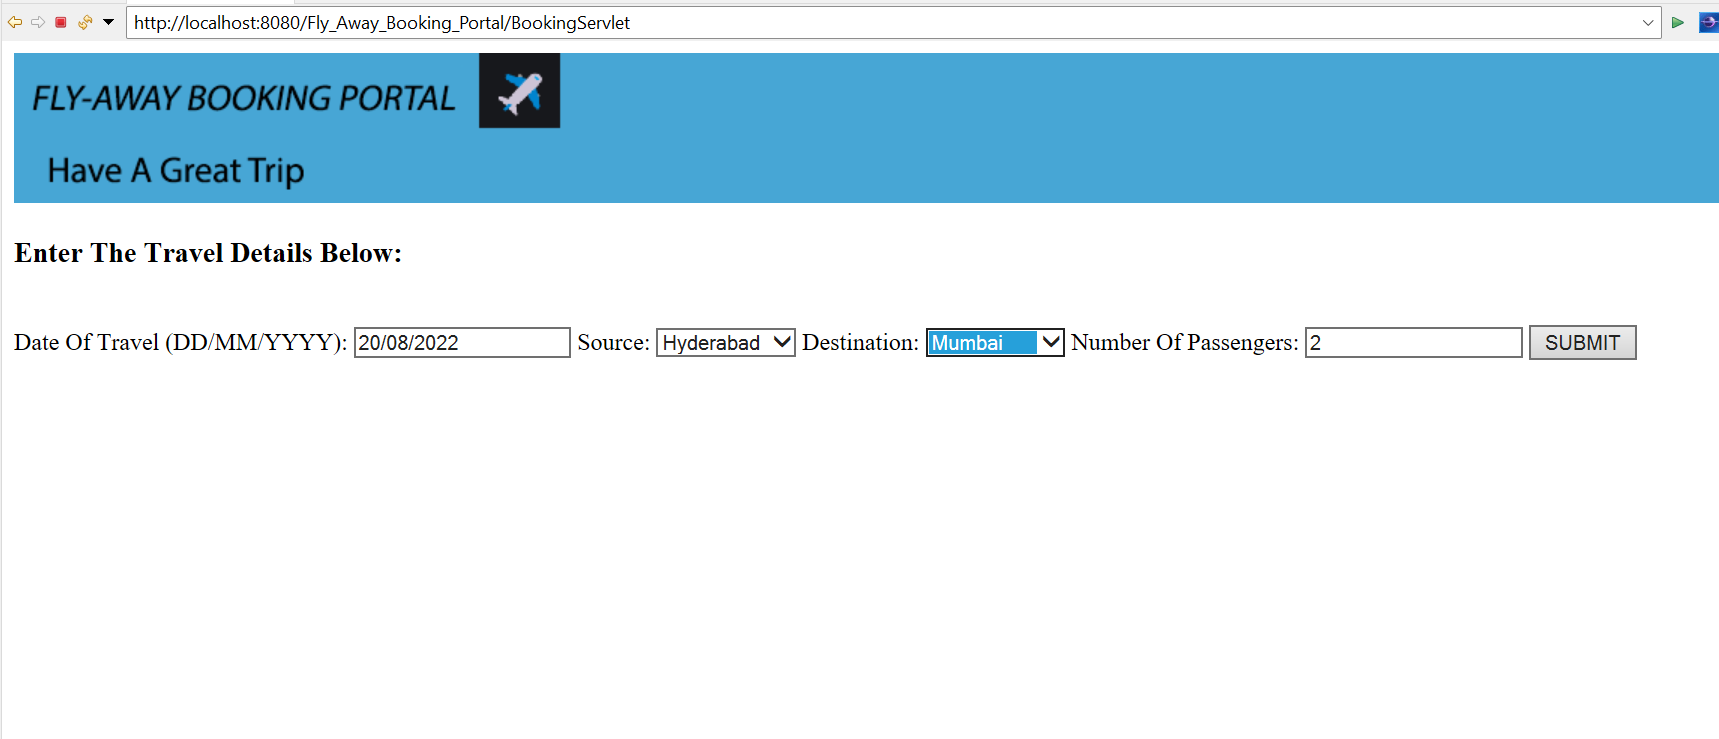 http://localhost:8080/Fly_Away_Booking_Portal/BookingServlet
FLY-AWAY BOOKING PORTAL
Have A Great Trip
Enter The Travel Details Below:
Date Of Travel (DD/MM/YYYY): 20/08/2022 Source: Hyderabad Destination: Mumbai Number Of Passengers: 2 SUBMIT